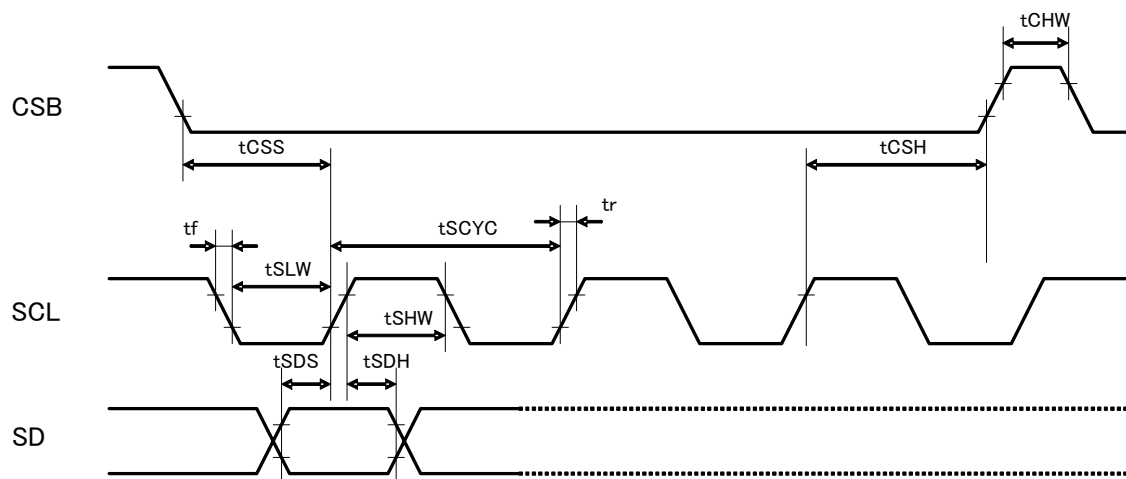 tCHW
CSB
tCSS
tCSH
tr
tf
tSCYC
tSLW
SCL
tSHW
tSDS
tSDH
SD